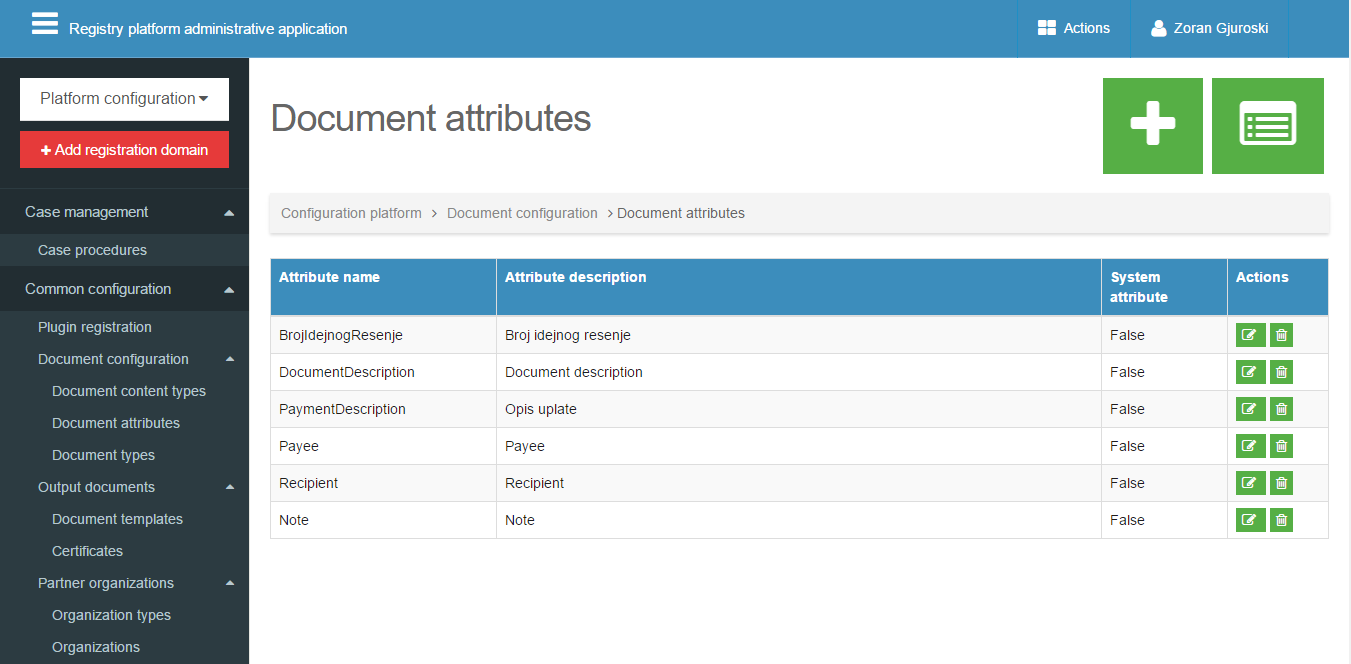 Registry platform administrative application
Actions
Zoran Gjuroski
Platform configuration
Add registration domain
Case management
Case procedures
Common configuration
Plugin registration
Document configuration
Document content types
Document attributes
Document types
Output documents
Document templates
Certificates
Partner organizations
Organization types
Organizations
Document attributes
Configuration platform > Document configuration > Document attributes
Attribute name Attribute description System attribute Actions
BrojIdejnogResenje Broj idejnog resenje False
DocumentDescription Document description False
PaymentDescription Opis uplate False
Payee Payee False
Recipient Recipient False
Note Note False